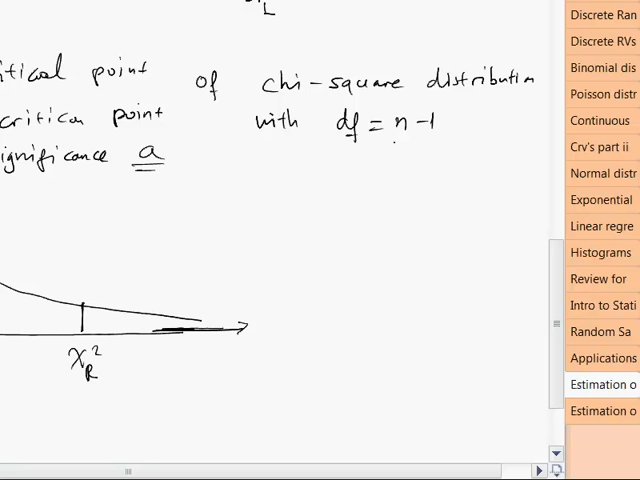 L
itical point of chi-square distribution
critical point with df = n-1
significance a
χ²R
Discrete Ran
Discrete RVs
Binomial dis
Poisson distr
Continuous
Crv's part ii
Normal distr
Exponential
Linear regre
Histograms
Review for
Intro to Stati
Random Sa
Applications
Estimation o
Estimation o